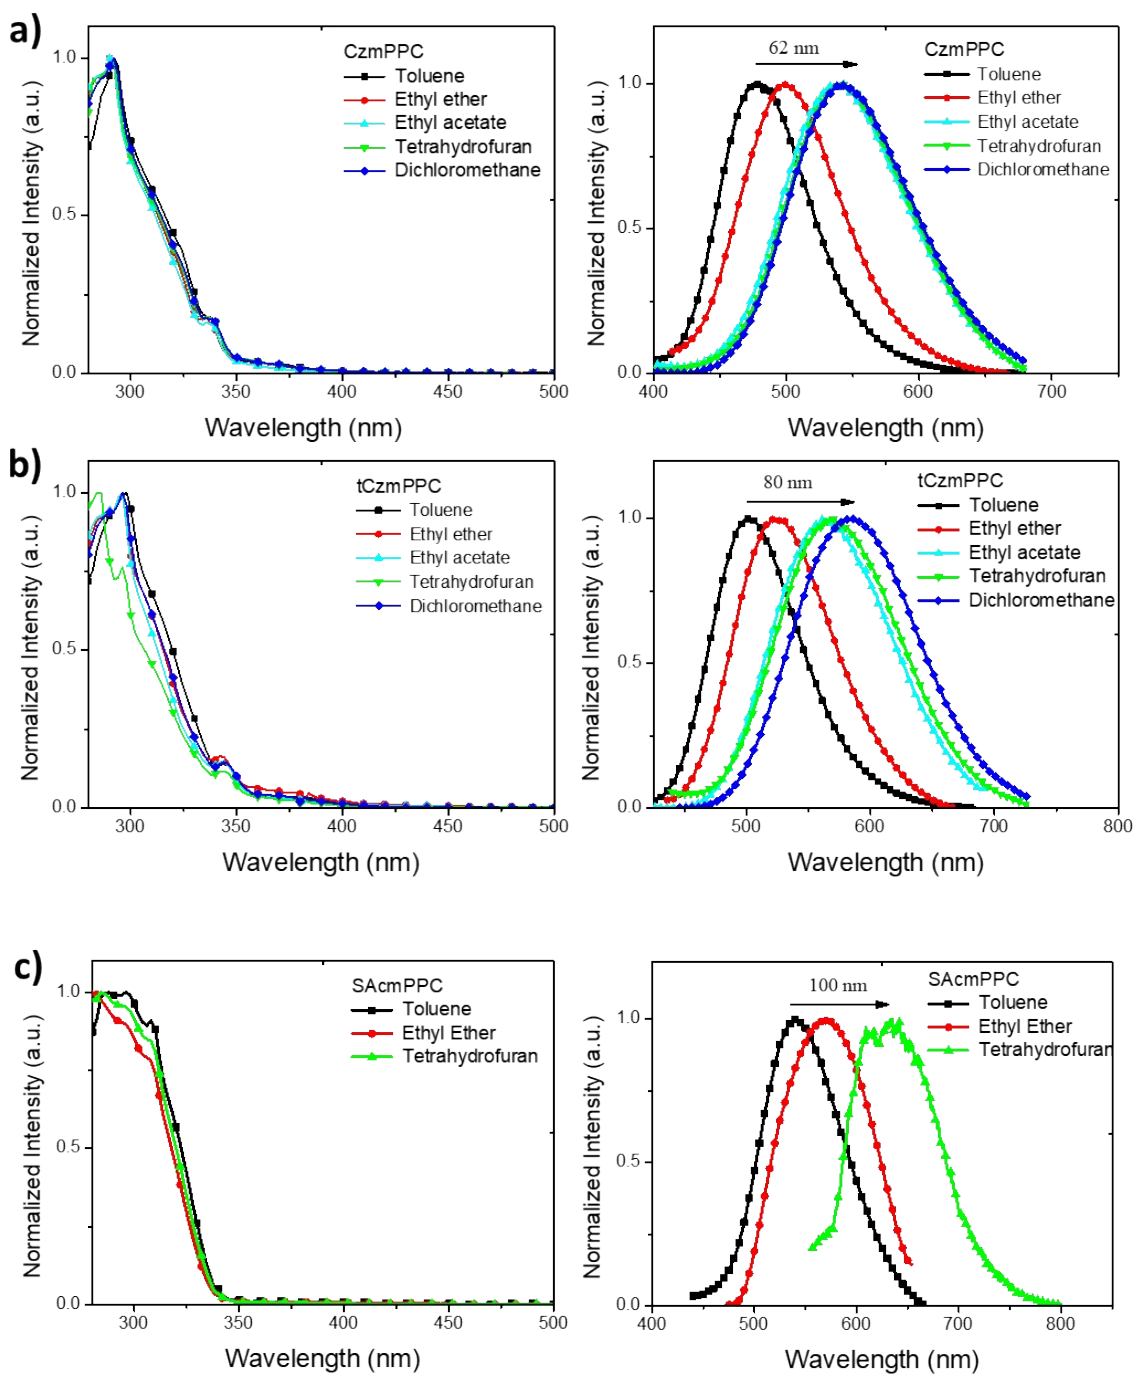 a)
CzmPPC
Toluene
Ethyl ether
Ethyl acetate
Tetrahydrofuran
Dichloromethane
Normalized Intensity (a.u.)
1.0
0.5
0.0
300 350 400 450 500
Wavelength (nm)
62 nm
CzmPPC
Toluene
Ethyl ether
Ethyl acetate
Tetrahydrofuran
Dichloromethane
Normalized Intensity (a.u.)
1.0
0.5
0.0
400 500 600 700
Wavelength (nm)
b)
tCzmPPC
Toluene
Ethyl ether
Ethyl acetate
Tetrahydrofuran
Dichloromethane
Normalized Intensity (a.u.)
1.0
0.5
0.0
300 350 400 450 500
Wavelength (nm)
tCzmPPC
80 nm
Toluene
Ethyl ether
Ethyl acetate
Tetrahydrofuran
Dichloromethane
Normalized Intensity (a.u.)
1.0
0.5
0.0
500 600 700 800
Wavelength (nm)
c)
SAcmPPC
Toluene
Ethyl Ether
Tetrahydrofuran
Normalized Intensity (a.u.)
1.0
0.5
0.0
300 350 400 450 500
Wavelength (nm)
SAcmPPC
100 nm
Toluene
Ethyl Ether
Tetrahydrofuran
Normalized Intensity (a.u.)
1.0
0.5
0.0
400 500 600 700 800
Wavelength (nm)